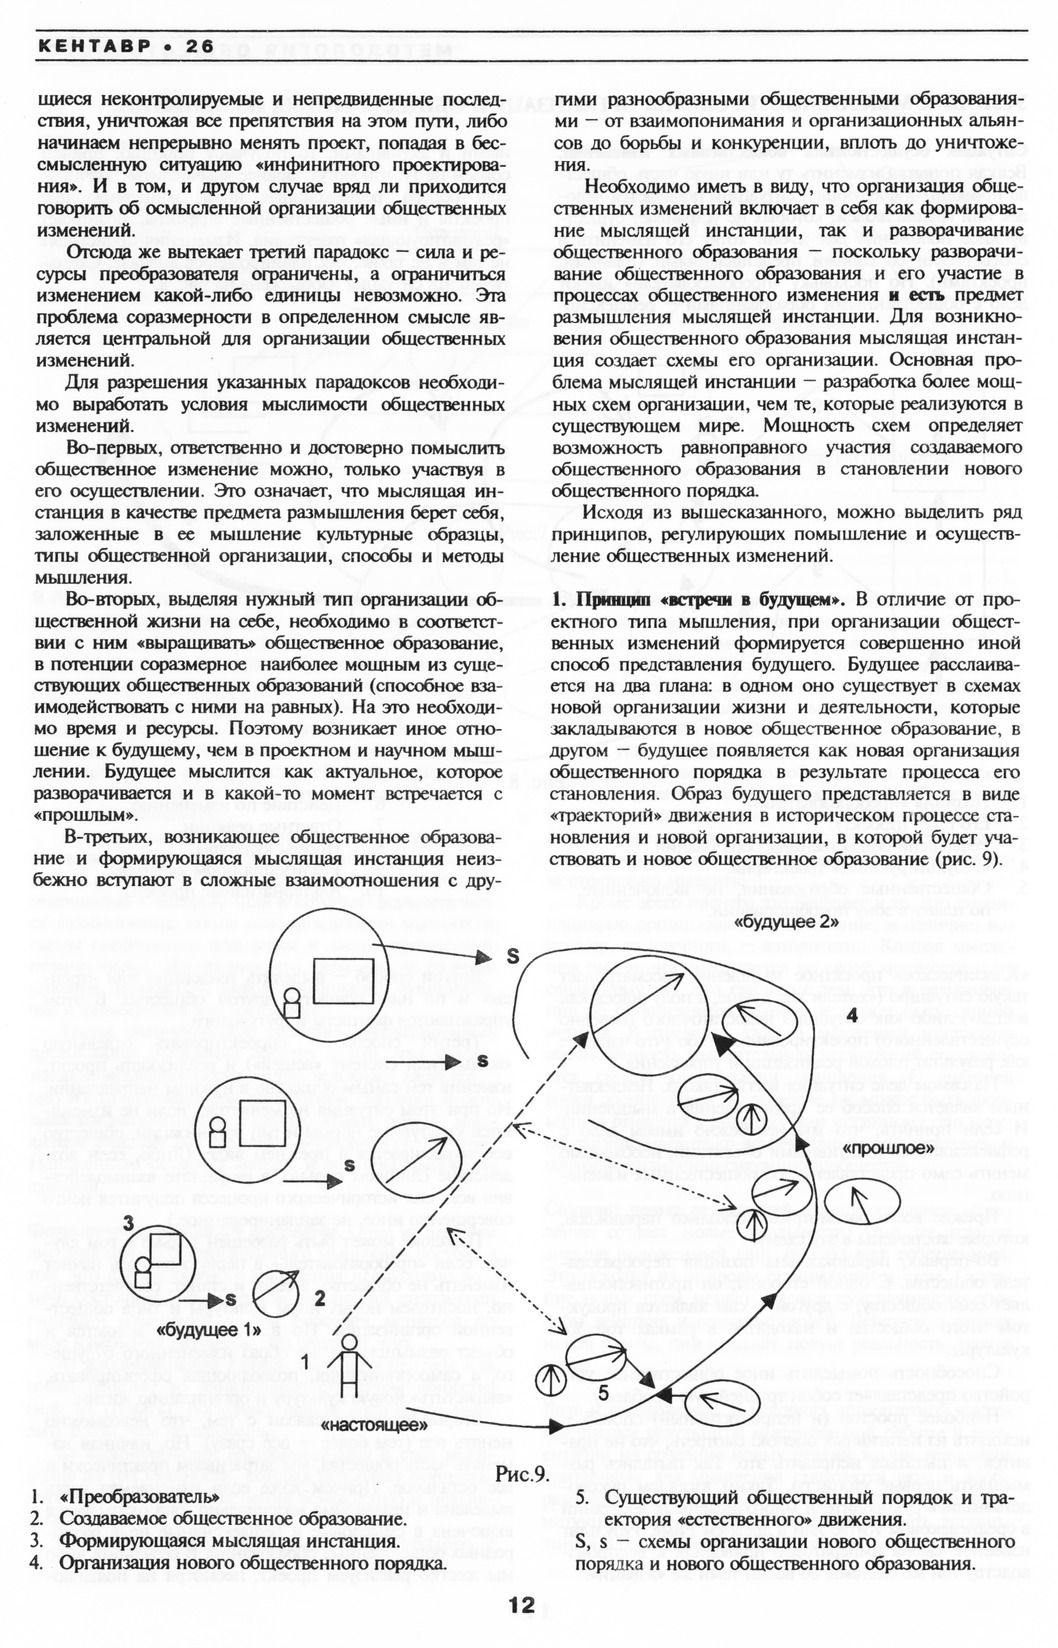 КЕНТАВР • 26
щиеся неконтролируемые и непредвиденные послед-
ствия, уничтожая все препятствия на этом пути, либо
начинаем непрерывно менять проект, попадая в бес-
смысленную ситуацию «инфинитного проектирова-
ния». И в том, и другом случае вряд ли приходится
говорить об осмысленной организации общественных
изменений.
Отсюда же вытекает третий парадокс — сила и ре-
сурсы преобразователя ограничены, а ограничиться
изменением какой-либо единицы невозможно. Эта
проблема соразмерности в определенном смысле яв-
ляется центральной для организации общественных
изменений.
Для разрешения указанных парадоксов необходи-
мо выработать условия мыслимости общественных
изменений.
Во-первых, ответственно и достоверно помыслить
общественное изменение можно, только участвуя в
его осуществлении. Это означает, что мыслящая ин-
станция в качестве предмета размышления берет себя,
заложенные в ее мышление культурные образцы,
типы общественной организации, способы и методы
мышления.
Во-вторых, выделяя нужный тип организации об-
щественной жизни на себе, необходимо в соответст-
вии с ним «выращивать» общественное образование,
в потенции соразмерное наиболее мощным из суще-
ствующих общественных образований (способное вза-
имодействовать с ними на равных). На это необходи-
мо время и ресурсы. Поэтому возникает иное отно-
шение к будущему, чем в проектном и научном мыш-
лении. Будущее мыслится как актуальное, которое
разворачивается и в какой-то момент встречается с
«прошлым».
В-третьих, возникающее общественное образова-
ние и формирующаяся мыслящая инстанция неиз-
бежно вступают в сложные взаимоотношения с дру-
гими разнообразными общественными образования-
ми — от взаимопонимания и организационных альян-
сов до борьбы и конкуренции, вплоть до уничтоже-
ния.
Необходимо иметь в виду, что организация обще-
ственных изменений включает в себя как формирова-
ние мыслящей инстанции, так и разворачивание
общественного образования — поскольку разворачи-
вание общественного образования и его участие в
процессах общественного изменения и есть предмет
размышления мыслящей инстанции. Для возникно-
вения общественного образования мыслящая инстан-
ция создает схемы его организации. Основная про-
блема мыслящей инстанции — разработка более мощ-
ных схем организации, чем те, которые реализуются в
существующем мире. Мощность схем определяет
возможность равноправного участия создаваемого
общественного образования в становлении нового
общественного порядка.
Исходя из вышесказанного, можно выделить ряд
принципов, регулирующих помышление и осуществ-
ление общественных изменений.
1. Принцип «встречи в будущем». В отличие от про-
ектного типа мышления, при организации общест-
венных изменений формируется совершенно иной
способ представления будущего. Будущее расслаива-
ется на два плана: в одном оно существует в схемах
новой организации жизни и деятельности, которые
закладываются в новое общественное образование, в
другом — будущее появляется как новая организация
общественного порядка в результате процесса его
становления. Образ будущего представляется в виде
«траекторий» движения в историческом процессе ста-
новления и новой организации, в которой будет уча-
ствовать и новое общественное образование (рис. 9).
«будущее 2»
S
4
s
«прошлое»
s
3
s
2
«будущее 1»
1
5
«настоящее»
Рис.9.
1. «Преобразователь»
2. Создаваемое общественное образование.
3. Формирующаяся мыслящая инстанция.
4. Организация нового общественного порядка.
5. Существующий общественный порядок и тра-
ектория «естественного» движения.
S, s – схемы организации нового общественного
порядка и нового общественного образования.
12